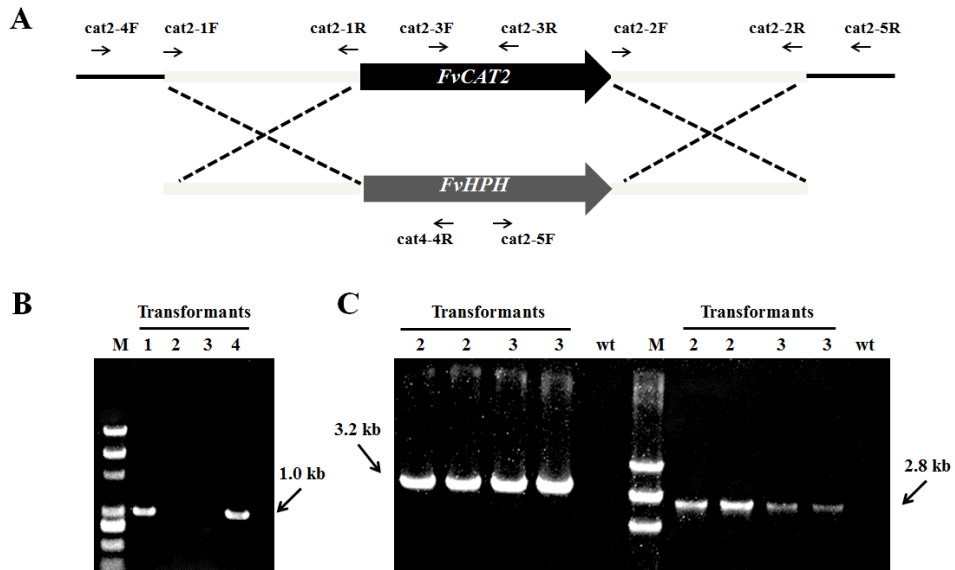 A
cat2-4F cat2-1F cat2-1R cat2-3F cat2-3R cat2-2F cat2-2R cat2-5R
FvCAT2
FvHPH
cat4-4R cat2-5F
B
Transformants
M 1 2 3 4
1.0 kb
C
Transformants Transformants
2 2 3 3 wt M 2 2 3 3 wt
3.2 kb
2.8 kb